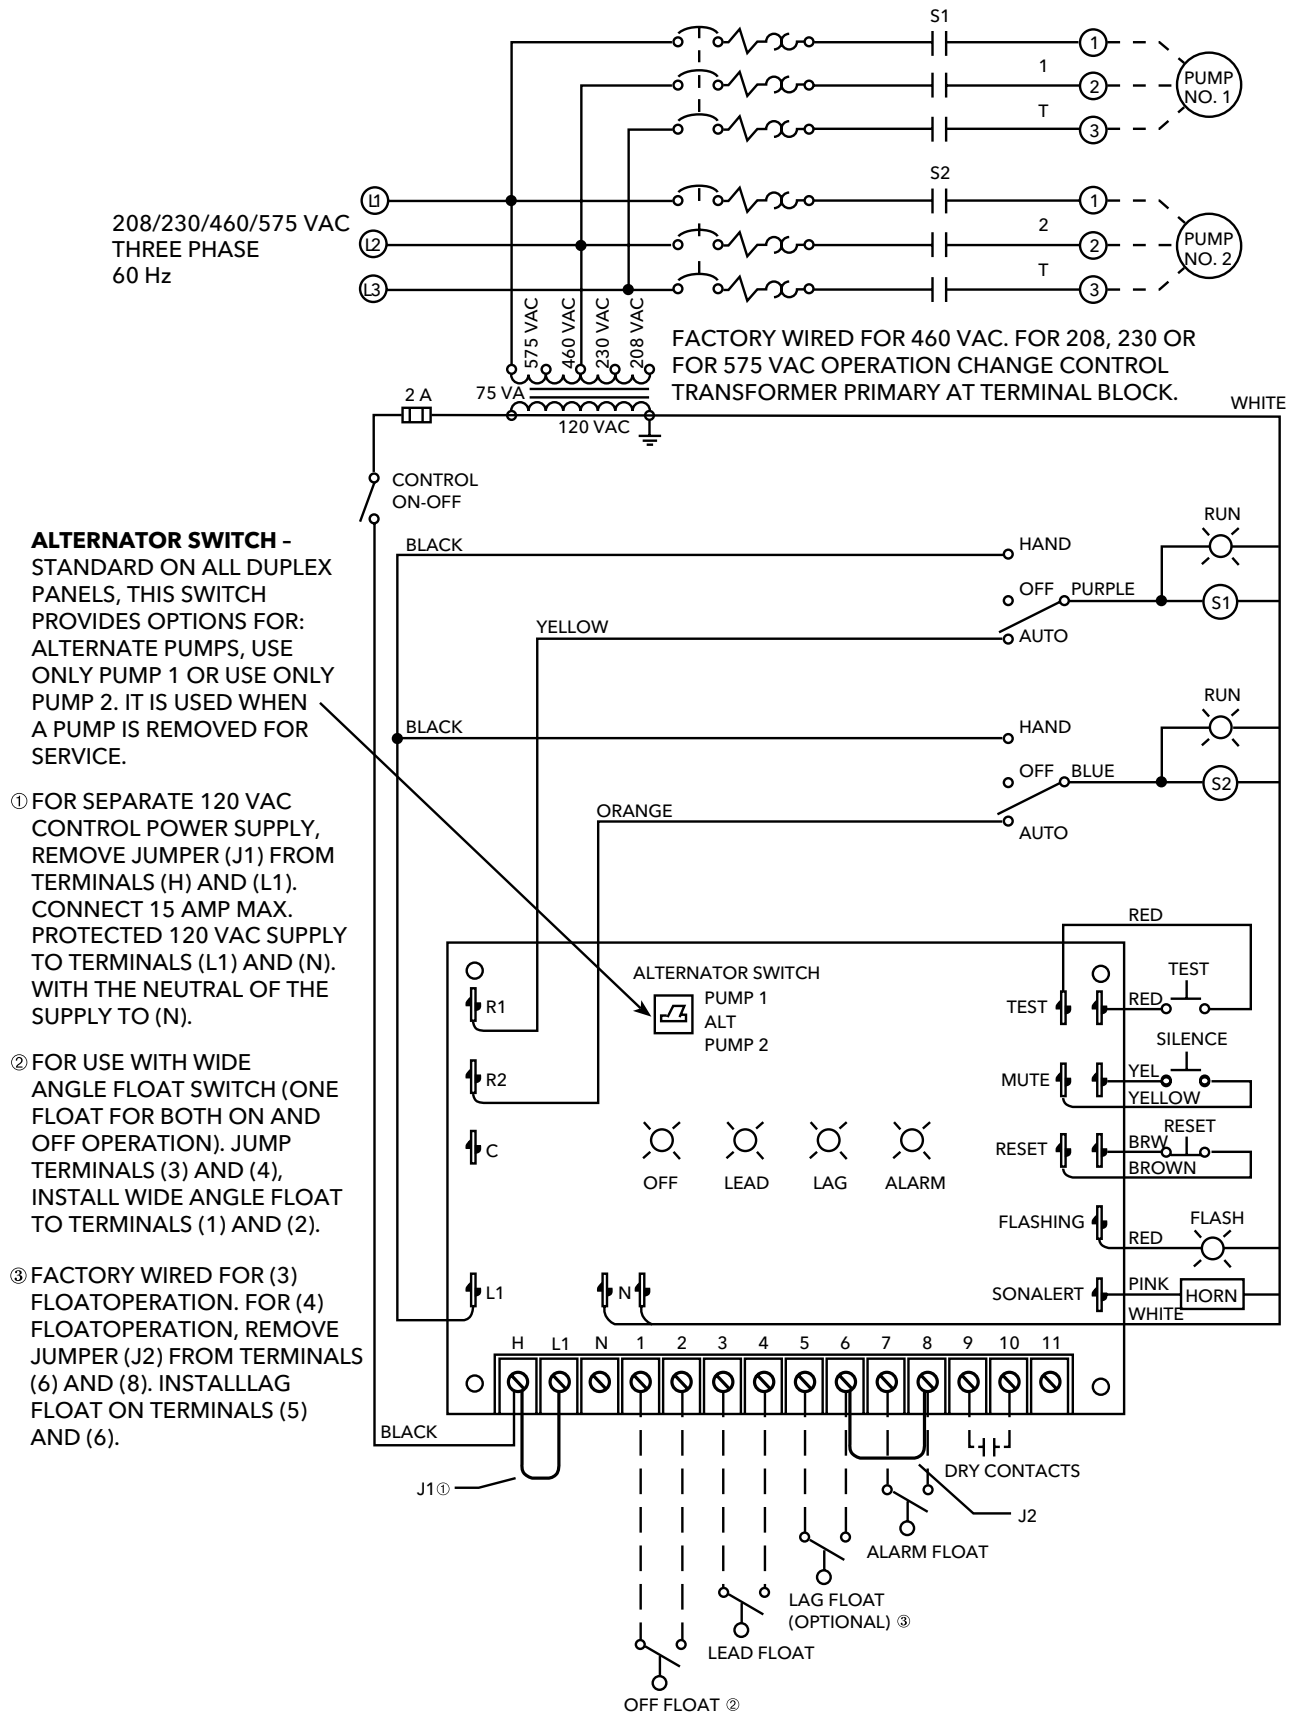 S1
1
1
2
PUMP
NO. 1
T
3
S2
1
2
2
PUMP
NO. 2
T
3
208/230/460/575 VAC
THREE PHASE
60 Hz
L1
L2
L3
575 VAC
460 VAC
230 VAC
208 VAC
FACTORY WIRED FOR 460 VAC. FOR 208, 230 OR
FOR 575 VAC OPERATION CHANGE CONTROL
TRANSFORMER PRIMARY AT TERMINAL BLOCK.
75 VA
2 A
120 VAC
WHITE
CONTROL
ON-OFF
ALTERNATOR SWITCH –
STANDARD ON ALL DUPLEX
PANELS, THIS SWITCH
PROVIDES OPTIONS FOR:
ALTERNATE PUMPS, USE
ONLY PUMP 1 OR USE ONLY
PUMP 2. IT IS USED WHEN
A PUMP IS REMOVED FOR
SERVICE.
① FOR SEPARATE 120 VAC
CONTROL POWER SUPPLY,
REMOVE JUMPER (J1) FROM
TERMINALS (H) AND (L1).
CONNECT 15 AMP MAX.
PROTECTED 120 VAC SUPPLY
TO TERMINALS (L1) AND (N).
WITH THE NEUTRAL OF THE
SUPPLY TO (N).
② FOR USE WITH WIDE
ANGLE FLOAT SWITCH (ONE
FLOAT FOR BOTH ON AND
OFF OPERATION). JUMP
TERMINALS (3) AND (4),
INSTALL WIDE ANGLE FLOAT
TO TERMINALS (1) AND (2).
③ FACTORY WIRED FOR (3)
FLOATOPERATION. FOR (4)
FLOATOPERATION, REMOVE
JUMPER (J2) FROM TERMINALS
(6) AND (8). INSTALLLAG
FLOAT ON TERMINALS (5)
AND (6).
BLACK
HAND
RUN
OFF
PURPLE
S1
YELLOW
AUTO
BLACK
HAND
RUN
OFF
BLUE
S2
ORANGE
AUTO
RED
ALTERNATOR SWITCH
PUMP 1
ALT
PUMP 2
R1
R2
C
L1
N
OFF
LEAD
LAG
ALARM
TEST
RED
TEST
MUTE
YEL
SILENCE
YELLOW
RESET
BRW
RESET
BROWN
FLASHING
RED
FLASH
SONALERT
PINK
HORN
WHITE
H L1 N 1 2 3 4 5 6 7 8 9 10 11
BLACK
J1①
DRY CONTACTS
J2
ALARM FLOAT
LAG FLOAT
(OPTIONAL) ③
LEAD FLOAT
OFF FLOAT ②